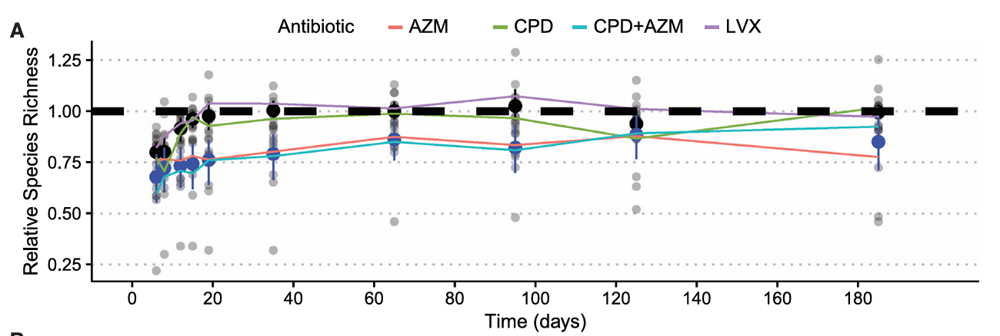 A
Antibiotic AZM CPD CPD+AZM LVX
Relative Species Richness
1.25
1.00
0.75
0.50
0.25
0 20 40 60 80 100 120 140 160 180
Time (days)